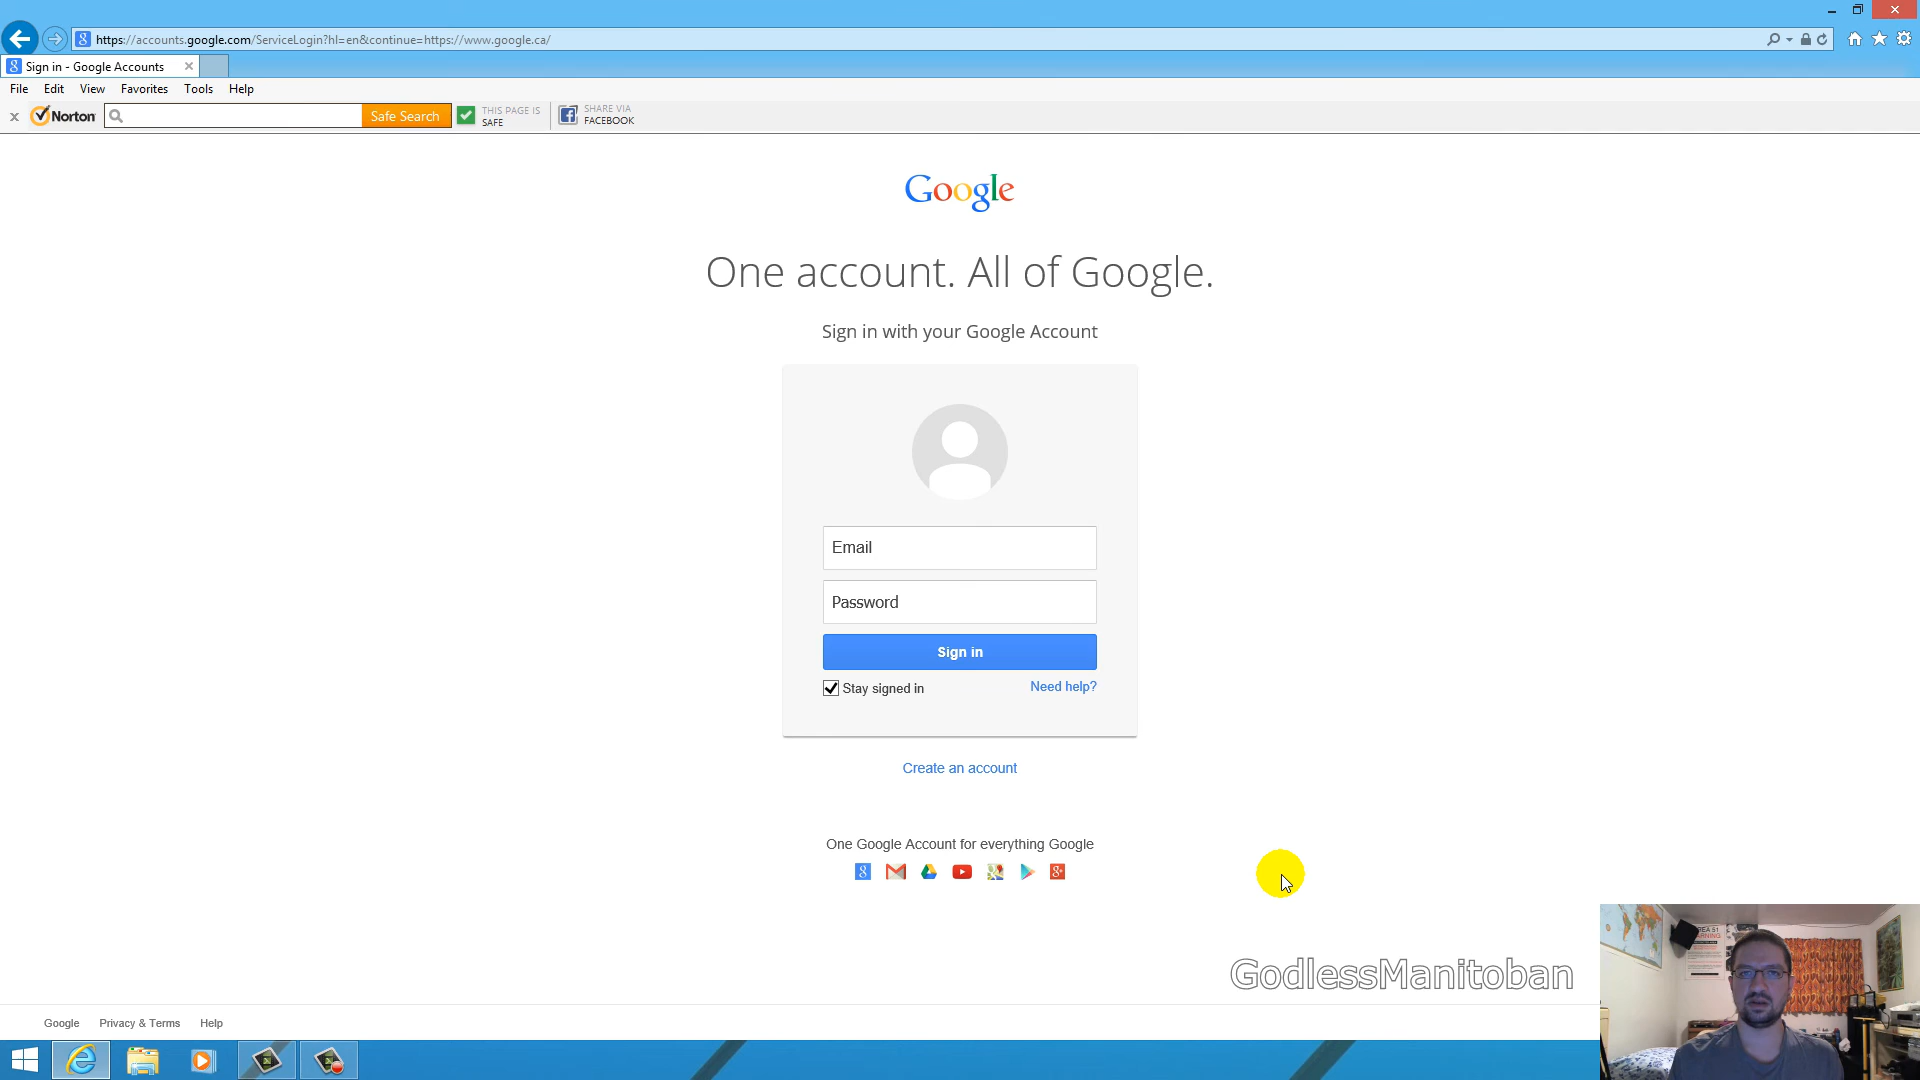 https://accounts.google.com/ServiceLogin?hl=en&continue=https://www.google.ca/
Sign in - Google Accounts
File Edit View Favorites Tools Help
Norton Safe Search THIS PAGE IS SAFE SHARE VIA FACEBOOK
Google
One account. All of Google.
Sign in with your Google Account
Email
Password
Sign in
Stay signed in Need help?
Create an account
One Google Account for everything Google
AREA 51
WARNING
GodlessManitoban
Google Privacy & Terms Help